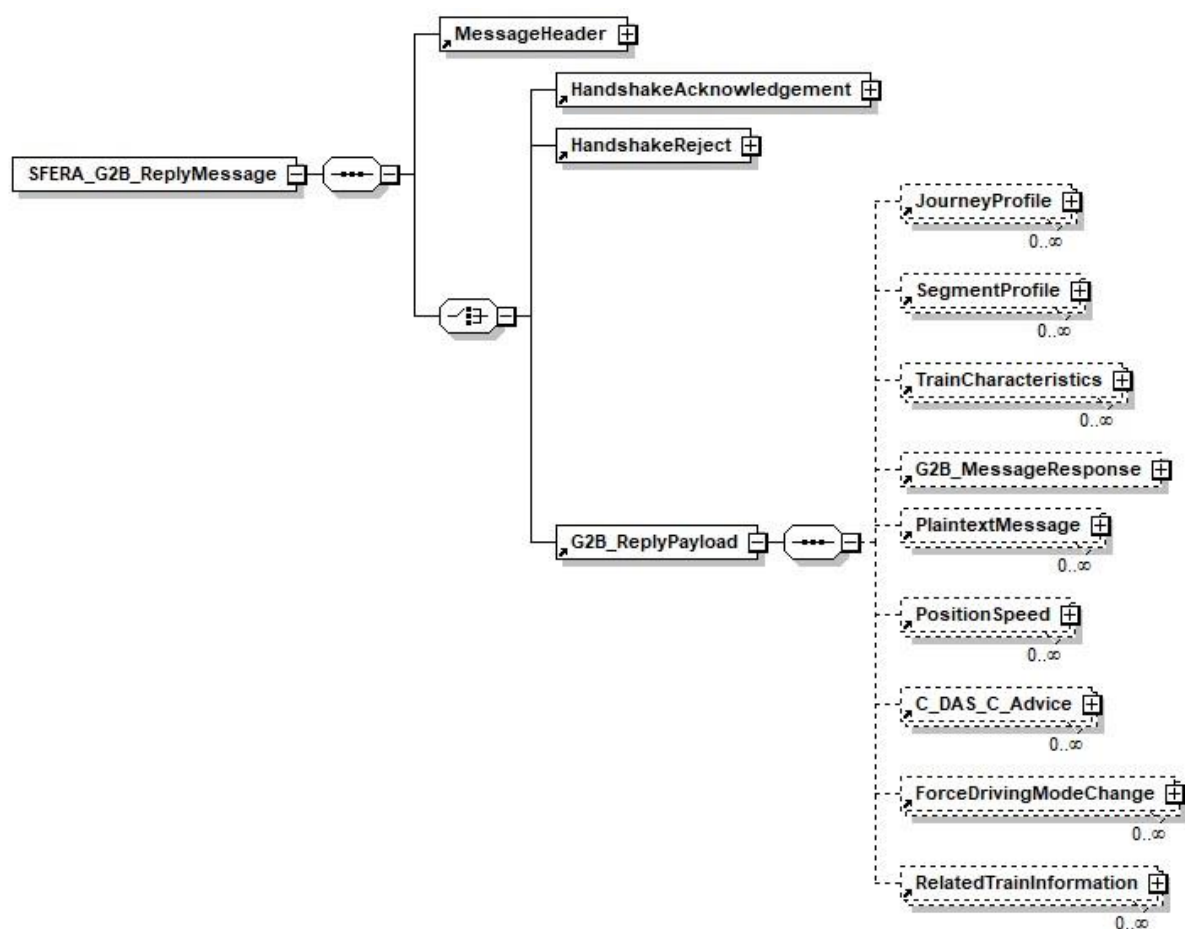 MessageHeader
HandshakeAcknowledgement
HandshakeReject
SFERA_G2B_ReplyMessage
JourneyProfile
0..∞
SegmentProfile
0..∞
TrainCharacteristics
0..∞
G2B_MessageResponse
PlaintextMessage
0..∞
G2B_ReplyPayload
PositionSpeed
0..∞
C_DAS_C_Advice
0..∞
ForceDrivingModeChange
0..∞
RelatedTrainInformation
0..∞